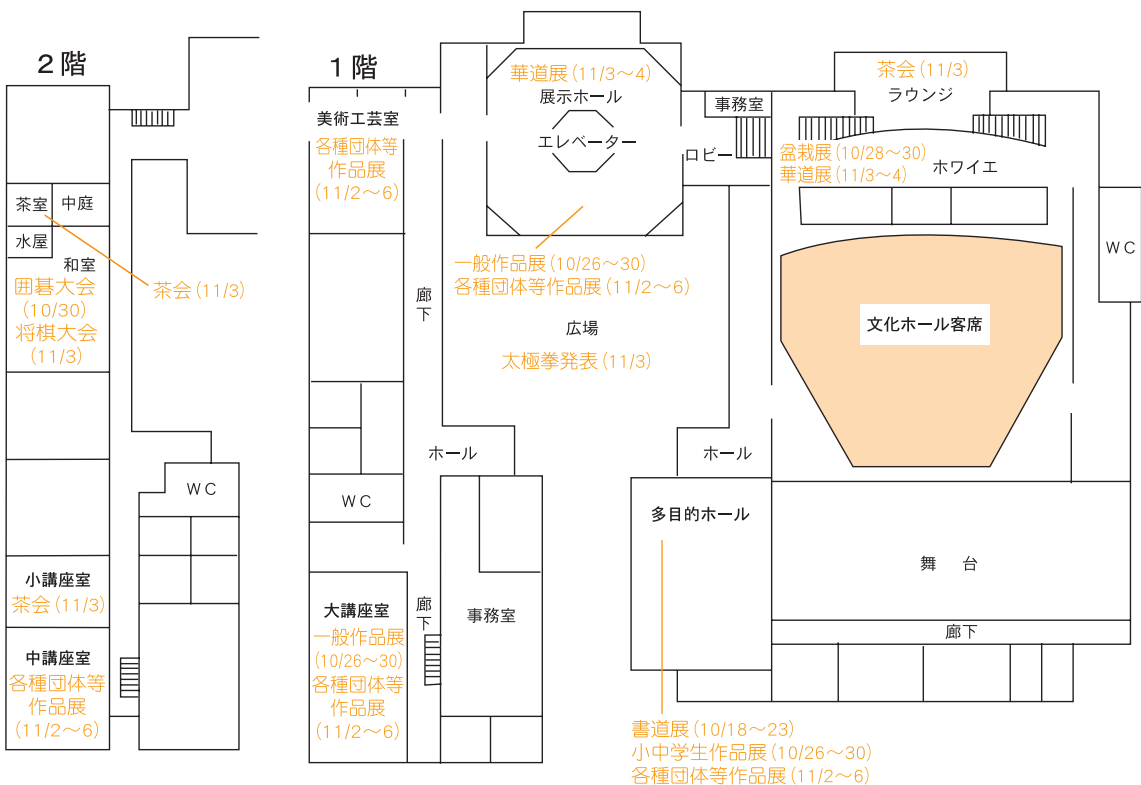 2階
茶室
中庭
水屋
和室
囲碁大会
(10/30)
将棋大会
(11/3)
茶会(11/3)
WC
小講座室
茶会(11/3)
中講座室
各種団体等
作品展
(11/2〜6)
1階
美術工芸室
各種団体等
作品展
(11/2〜6)
廊下
ホール
WC
大講座室
一般作品展
(10/26〜30)
各種団体等
作品展
(11/2〜6)
廊下
事務室
華道展(11/3〜4)
展示ホール
エレベーター
一般作品展(10/26〜30)
各種団体等作品展(11/2〜6)
広場
太極拳発表(11/3)
事務室
ロビー
茶会(11/3)
ラウンジ
盆栽展(10/28〜30)
華道展(11/3〜4)
ホワイエ
WC
文化ホール客席
ホール
多目的ホール
舞台
廊下
書道展(10/18〜23)
小中学生作品展(10/26〜30)
各種団体等作品展(11/2〜6)